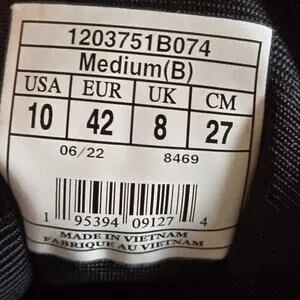 1203751B074
Medium(B)
USA EUR UK CM
10 42 8 27
06/22 8469
1 95394 09127 4
MADE IN VIETNAM
FABRIQUE AU VIETNAM